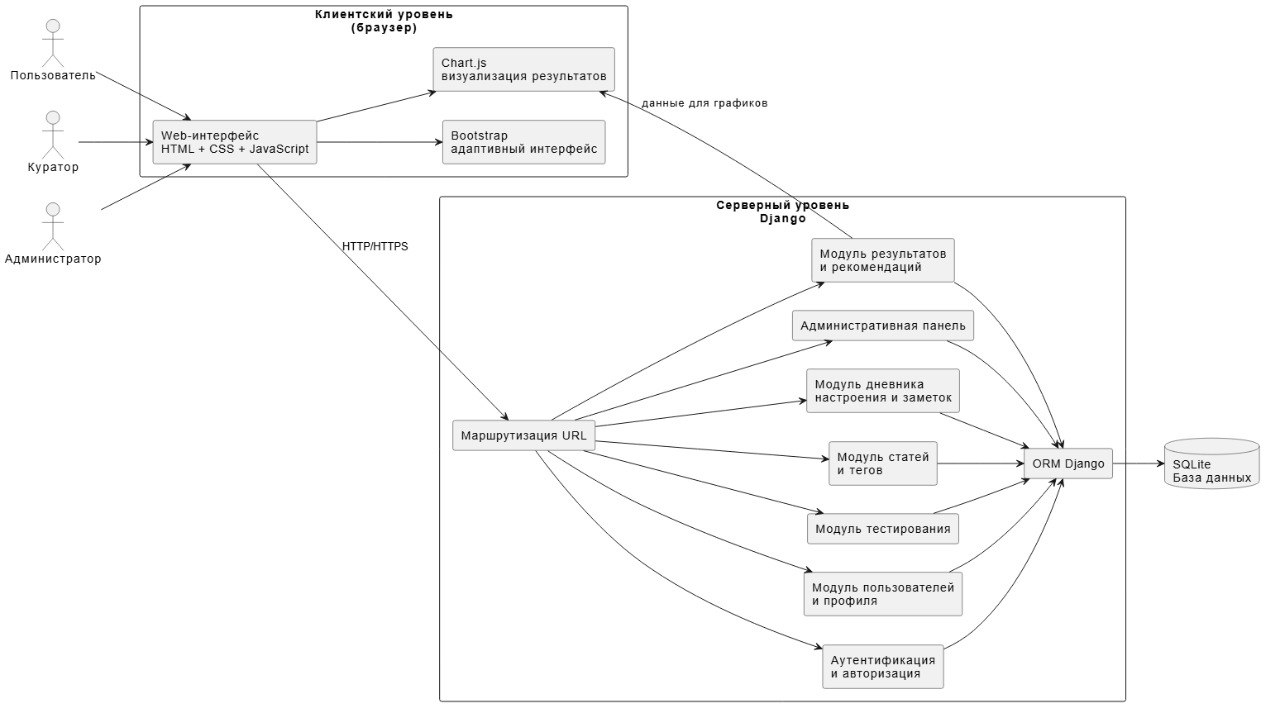 Клиентский уровень
(браузер)
Пользователь
Куратор
Администратор
Chart.js
визуализация результатов
Web-интерфейс
HTML + CSS + JavaScript
Bootstrap
адаптивный интерфейс
данные для графиков
HTTP/HTTPS
Серверный уровень
Django
Модуль результатов
и рекомендаций
Административная панель
Модуль дневника
настроения и заметок
Маршрутизация URL
Модуль статей
и тегов
Модуль тестирования
Модуль пользователей
и профиля
Аутентификация
и авторизация
ORM Django
SQLite
База данных